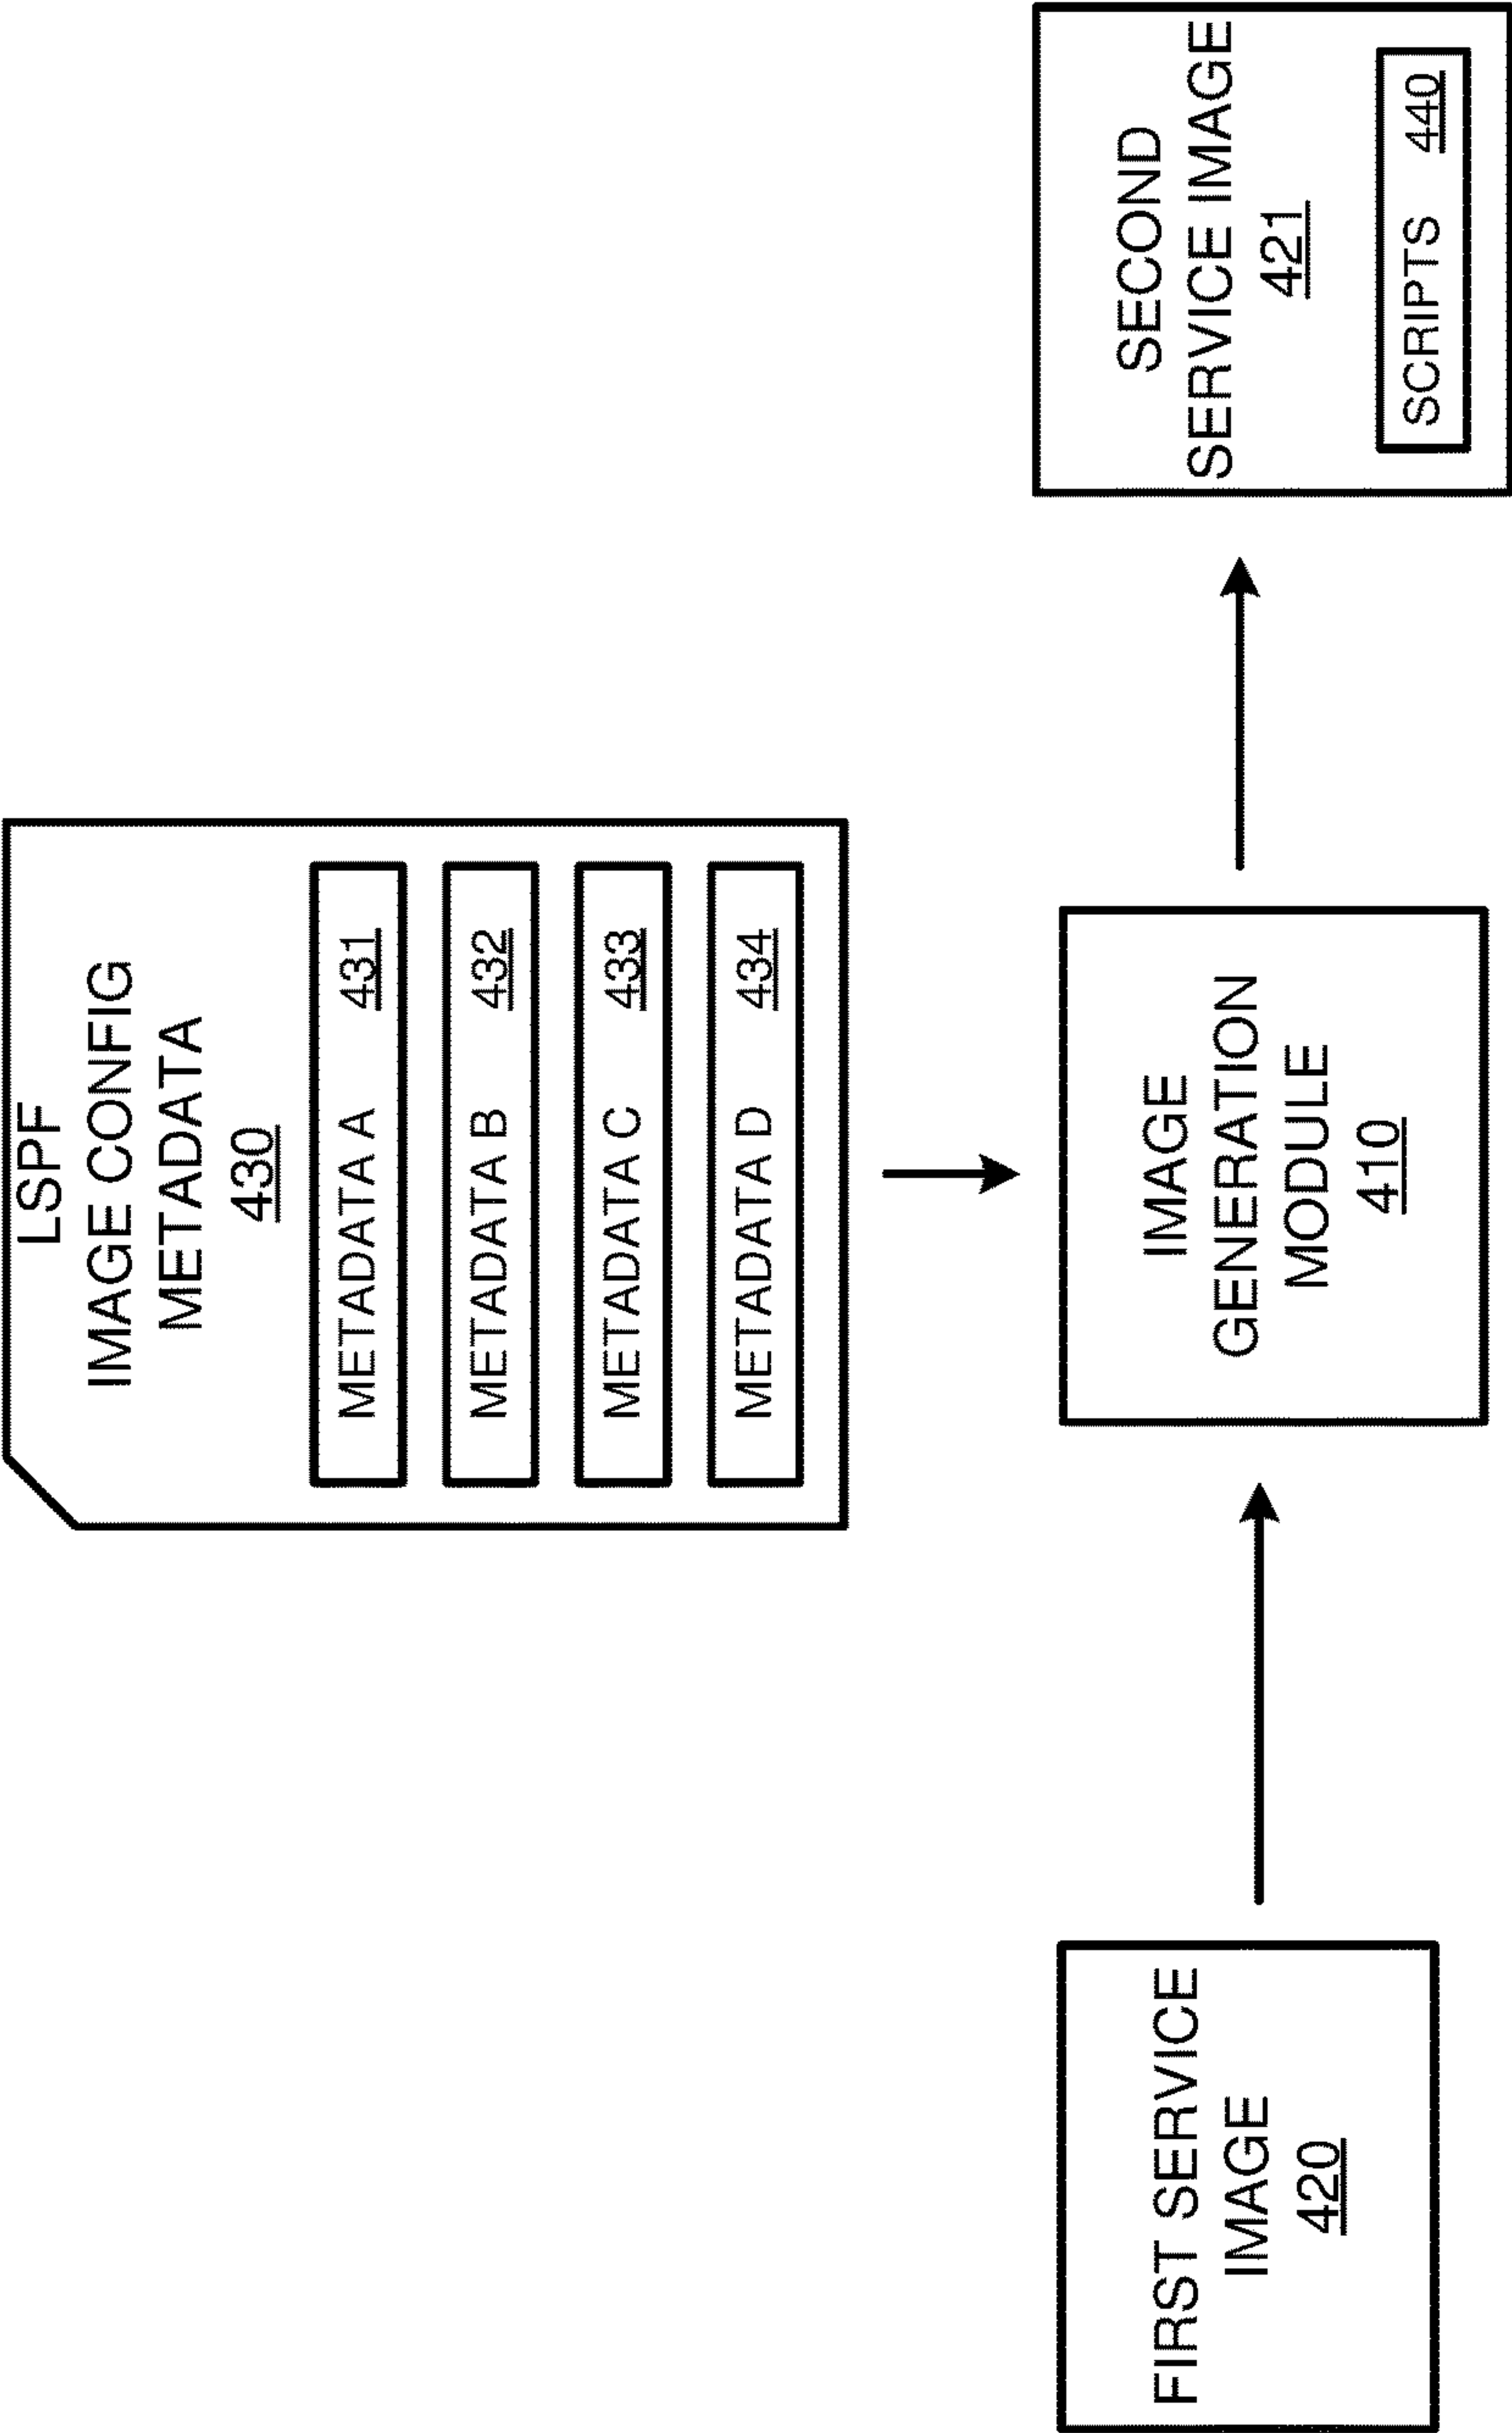 LSPF
IMAGE CONFIG
METADATA
430
METADATA A 431
METADATA B 432
METADATA C 433
METADATA D 434
FIRST SERVICE
IMAGE
420
IMAGE
GENERATION
MODULE
410
SECOND
SERVICE IMAGE
421
SCRIPTS 440